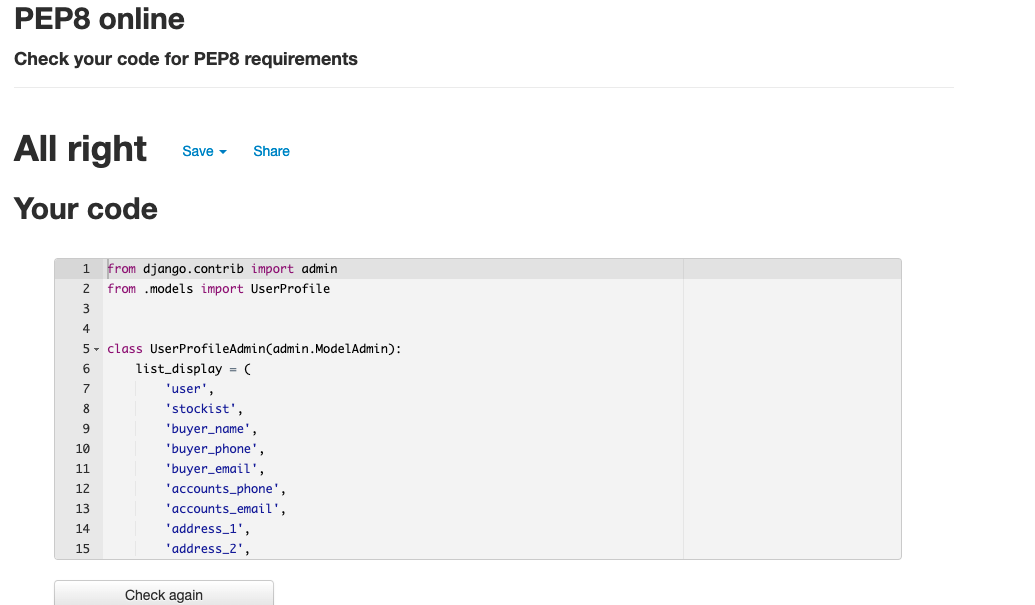 PEP8 online
Check your code for PEP8 requirements
All right Save Share
Your code
1 from django.contrib import admin
2 from .models import UserProfile
3
4
5 class UserProfileAdmin(admin.ModelAdmin):
6     list_display = (
7         'user',
8         'stockist',
9         'buyer_name',
10         'buyer_phone',
11         'buyer_email',
12         'accounts_phone',
13         'accounts_email',
14         'address_1',
15         'address_2',
Check again